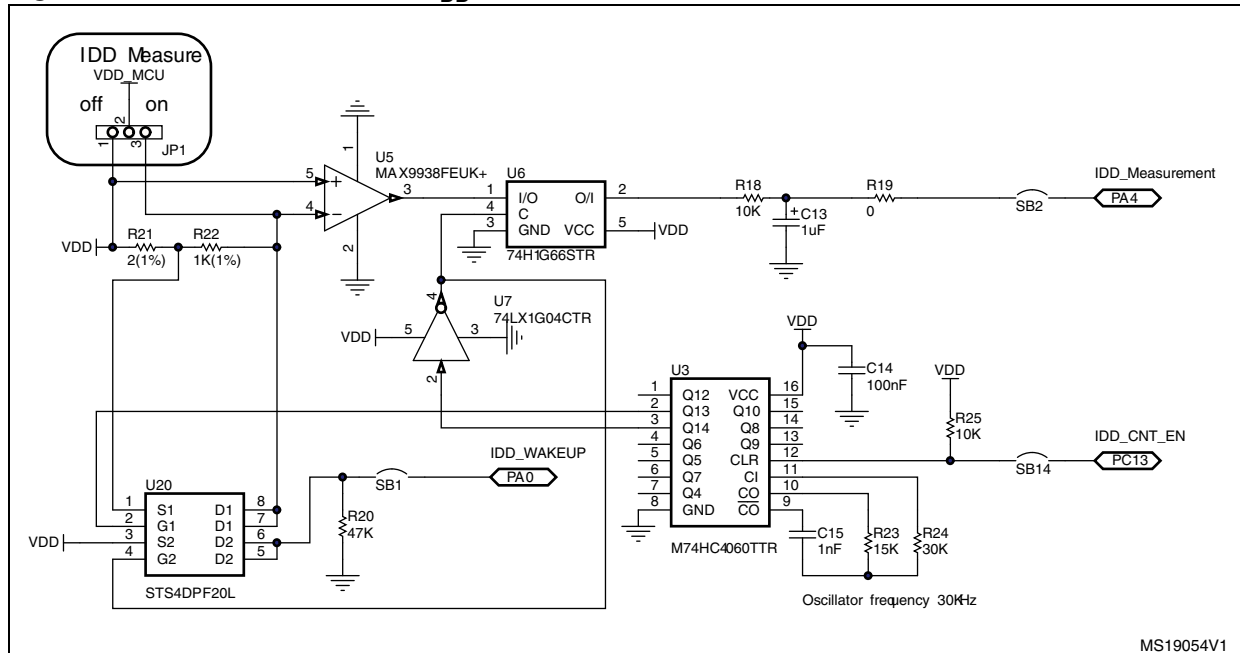 IDD Measure
VDD_MCU
off on
2
1 3
JP1
1
U5
MAX9938FEUK+
5 +
4 -
3
2
U6
1 I/O O/I 2
4 C
3 GND VCC 5
VDD
74H1G66STR
R18
10K
+
C13
1uF
R19
0
SB2
IDD_Measurement
PA4
VDD
R21
2(1%)
R22
1K(1%)
4
U7
74LX1G04CTR
VDD
5
3
2
VDD
C14
100nF
U3
1 Q12 VCC 16
2 Q13 Q10 15
3 Q14 Q8 14
4 Q6 Q9 13
5 Q5 CLR 12
6 Q7 CI 11
7 Q4 CO 10
8 GND CO 9
M74HC4060TTR
VDD
R25
10K
SB14
IDD_CNT_EN
PC13
C15
1nF
R23
15K
R24
30K
Oscillator frequency 30KHz
IDD_WAKEUP
PA0
SB1
R20
47K
U20
1 S1 D1 8
2 G1 D1 7
VDD 3 S2 D2 6
4 G2 D2 5
STS4DPF20L
MS19054V1